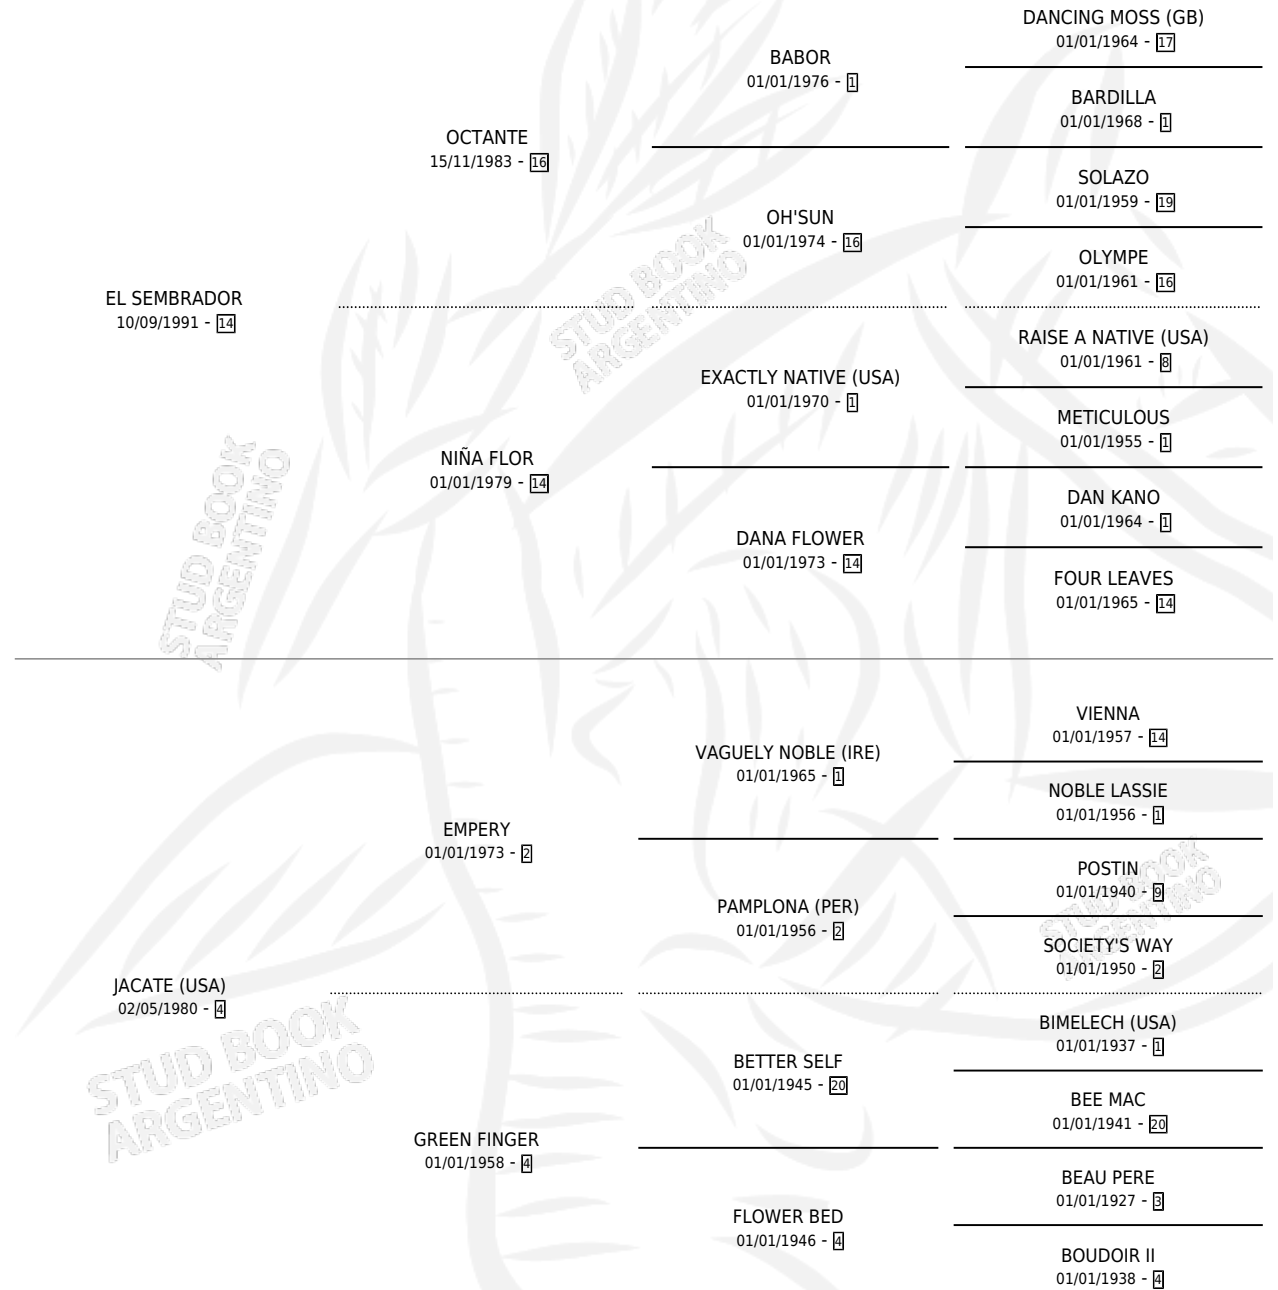 DANCING MOSS (GB)
01/01/1964 - 17
BABOR
01/01/1976 - 1
BARDILLA
01/01/1968 - 1
OCTANTE
15/11/1983 - 16
SOLAZO
01/01/1959 - 19
OH'SUN
01/01/1974 - 16
OLYMPE
01/01/1961 - 16
EL SEMBRADOR
10/09/1991 - 14
RAISE A NATIVE (USA)
01/01/1961 - 8
EXACTLY NATIVE (USA)
01/01/1970 - 1
METICULOUS
01/01/1955 - 1
NIÑA FLOR
01/01/1979 - 14
DAN KANO
01/01/1964 - 1
DANA FLOWER
01/01/1973 - 14
FOUR LEAVES
01/01/1965 - 14
VIENNA
01/01/1957 - 14
VAGUELY NOBLE (IRE)
01/01/1965 - 1
NOBLE LASSIE
01/01/1956 - 1
EMPERY
01/01/1973 - 2
POSTIN
01/01/1940 - 9
PAMPLONA (PER)
01/01/1956 - 2
SOCIETY'S WAY
01/01/1950 - 2
JACATE (USA)
02/05/1980 - 4
BIMELECH (USA)
01/01/1937 - 1
BETTER SELF
01/01/1945 - 20
BEE MAC
01/01/1941 - 20
GREEN FINGER
01/01/1958 - 4
BEAU PERE
01/01/1927 - 3
FLOWER BED
01/01/1946 - 4
BOUDOIR II
01/01/1938 - 4
STUD BOOK
ARGENTINO
STUD BOOK
ARGENTINO
STUD BOOK
ARGENTINO
STUD BOOK
ARGENTINO